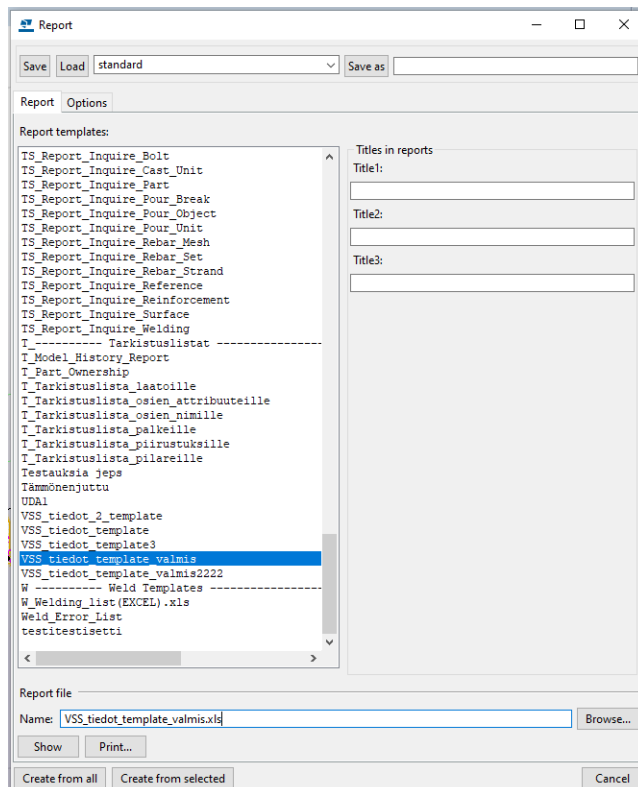 Report
Save Load standard Save as
Report Options
Report templates:
TS_Report_Inquire_Bolt
TS_Report_Inquire_Cast_Unit
TS_Report_Inquire_Part
TS_Report_Inquire_Pour_Break
TS_Report_Inquire_Pour_Object
TS_Report_Inquire_Pour_Unit
TS_Report_Inquire_Rebar_Mesh
TS_Report_Inquire_Rebar_Set
TS_Report_Inquire_Rebar_Strand
TS_Report_Inquire_Reference
TS_Report_Inquire_Reinforcement
TS_Report_Inquire_Surface
TS_Report_Inquire_Welding
T_---------- Tarkistuslistat -----------------
T_Model_History_Report
T_Part_Ownership
T_Tarkistuslista_laatoille
T_Tarkistuslista_osien_attribuuteille
T_Tarkistuslista_osien_nimille
T_Tarkistuslista_palkeille
T_Tarkistuslista_piirustuksille
T_Tarkistuslista_pilareille
Testauksia jeps
Tämmönenjuttu
UDA1
VSS_tiedot_2_template
VSS_tiedot_template
VSS_tiedot_template3
VSS_tiedot_template_valmis
VSS_tiedot_template_valmis2222
W ---------- Weld Templates ------------------
W_Welding_list(EXCEL).xls
Weld_Error_List
testitestisetti
Titles in reports
Title1:
Title2:
Title3:
Report file
Name: VSS_tiedot_template_valmis.xls Browse...
Show Print...
Create from all Create from selected Cancel